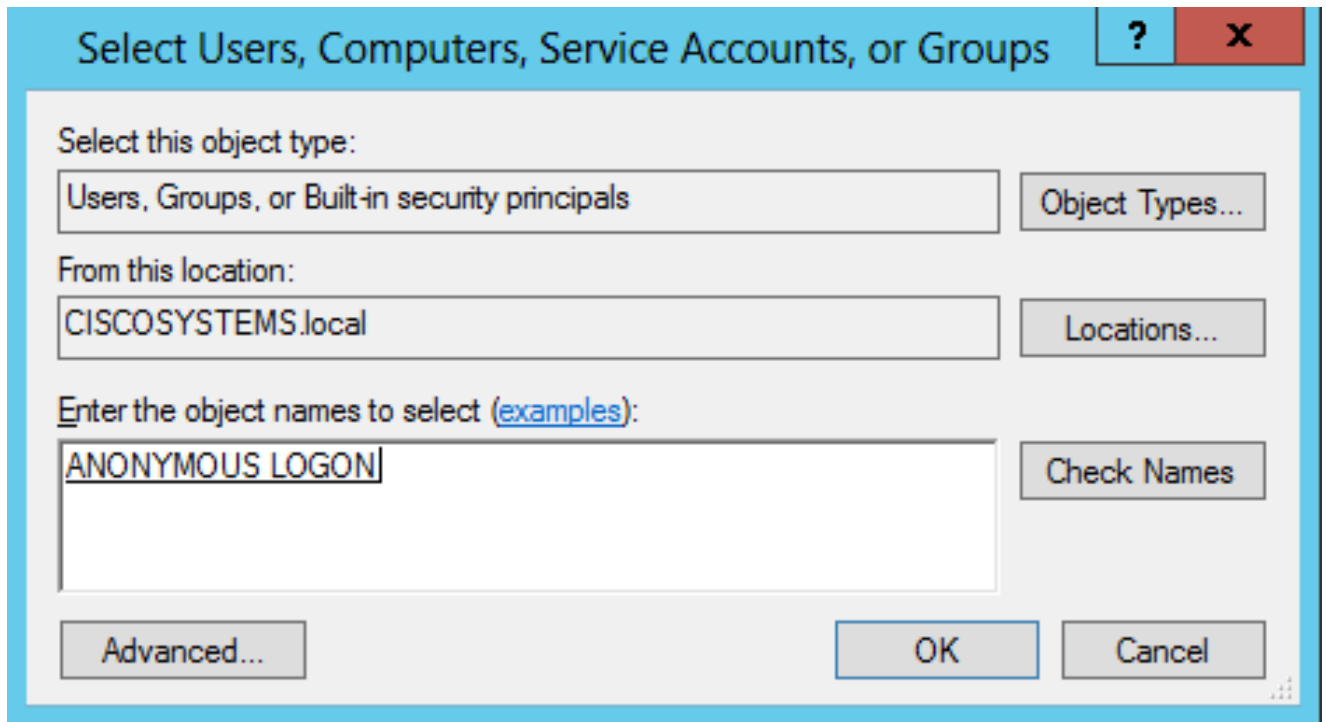 Select Users, Computers, Service Accounts, or Groups
?
x
Select this object type:
Users, Groups, or Built-in security principals
Object Types...
From this location:
CISCOSYSTEMS.local
Locations...
Enter the object names to select (examples):
ANONYMOUS LOGON
Check Names
Advanced...
OK
Cancel